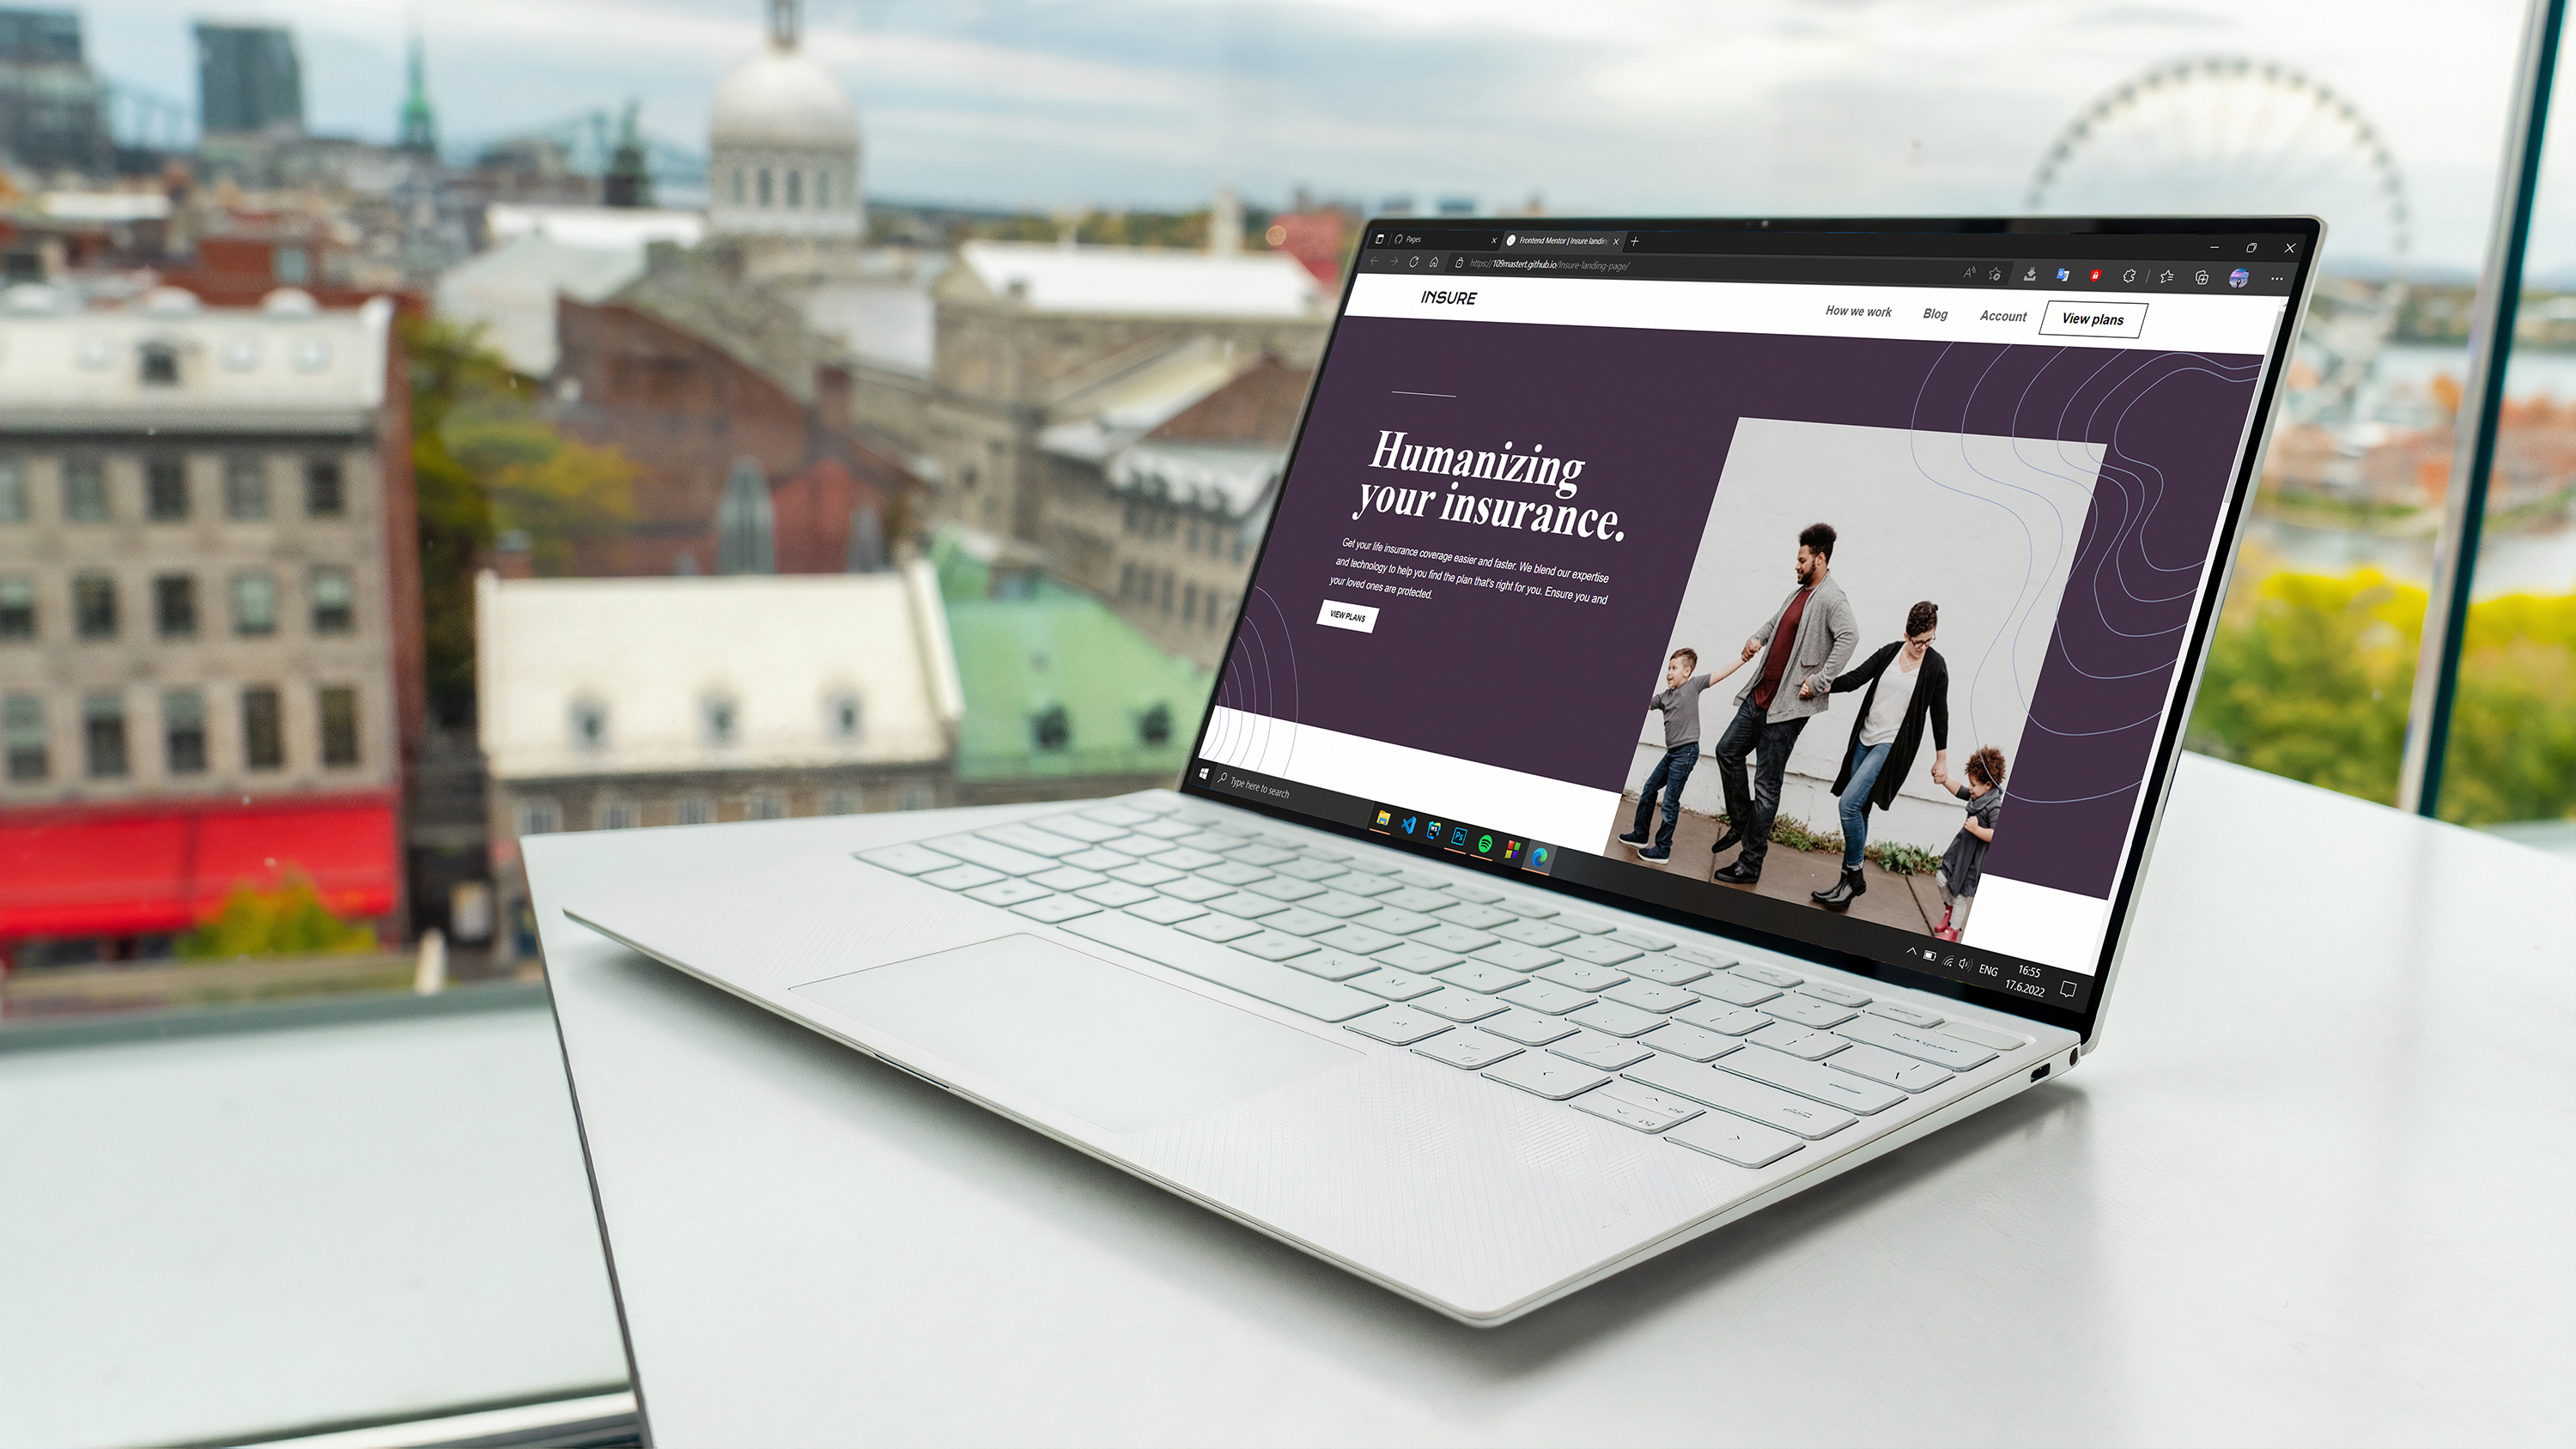 Pages
Frontend Mentor | Insure landin
https://109mastert.github.io/Insure-landing-page/
INSURE
How we work
Blog
Account
View plans
Humanizing
your insurance.
Get your life insurance coverage easier and faster. We blend our expertise
and technology to help you find the plan that's right for you. Ensure you and
your loved ones are protected.
VIEW PLANS
Type here to search
Ps
ENG
16:55
17.6.2022